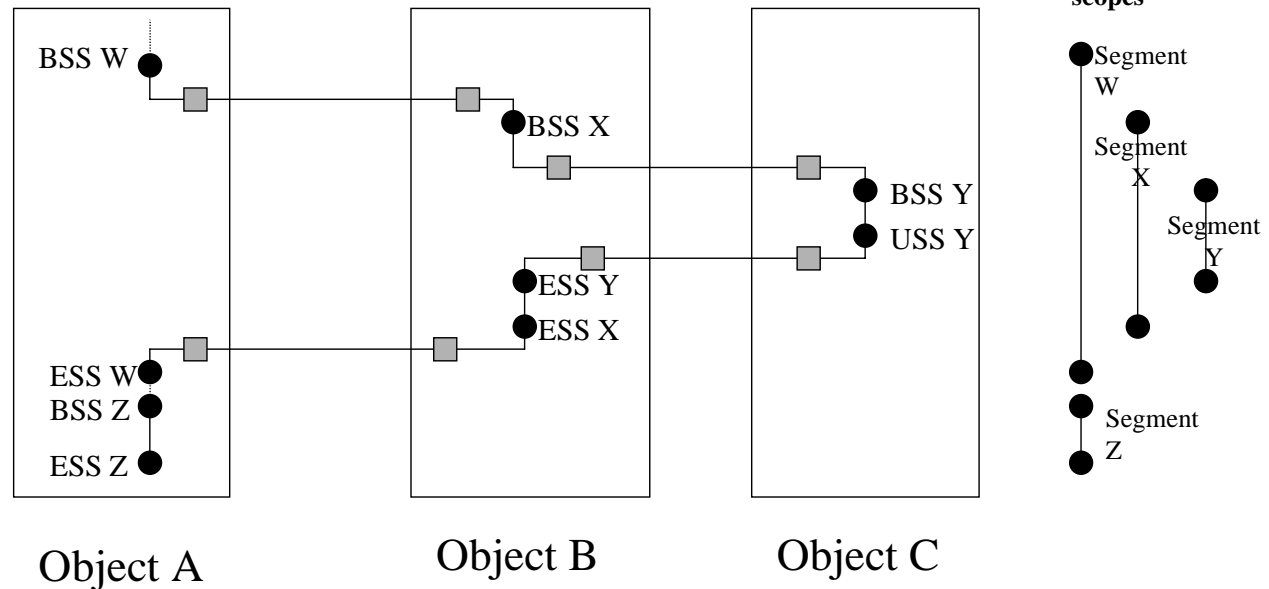 scopes
BSS W
BSS X
BSS Y
USS Y
ESS Y
ESS X
ESS W
BSS Z
ESS Z
Segment
W
Segment
X
Segment
Y
Segment
Z
Object A
Object B
Object C